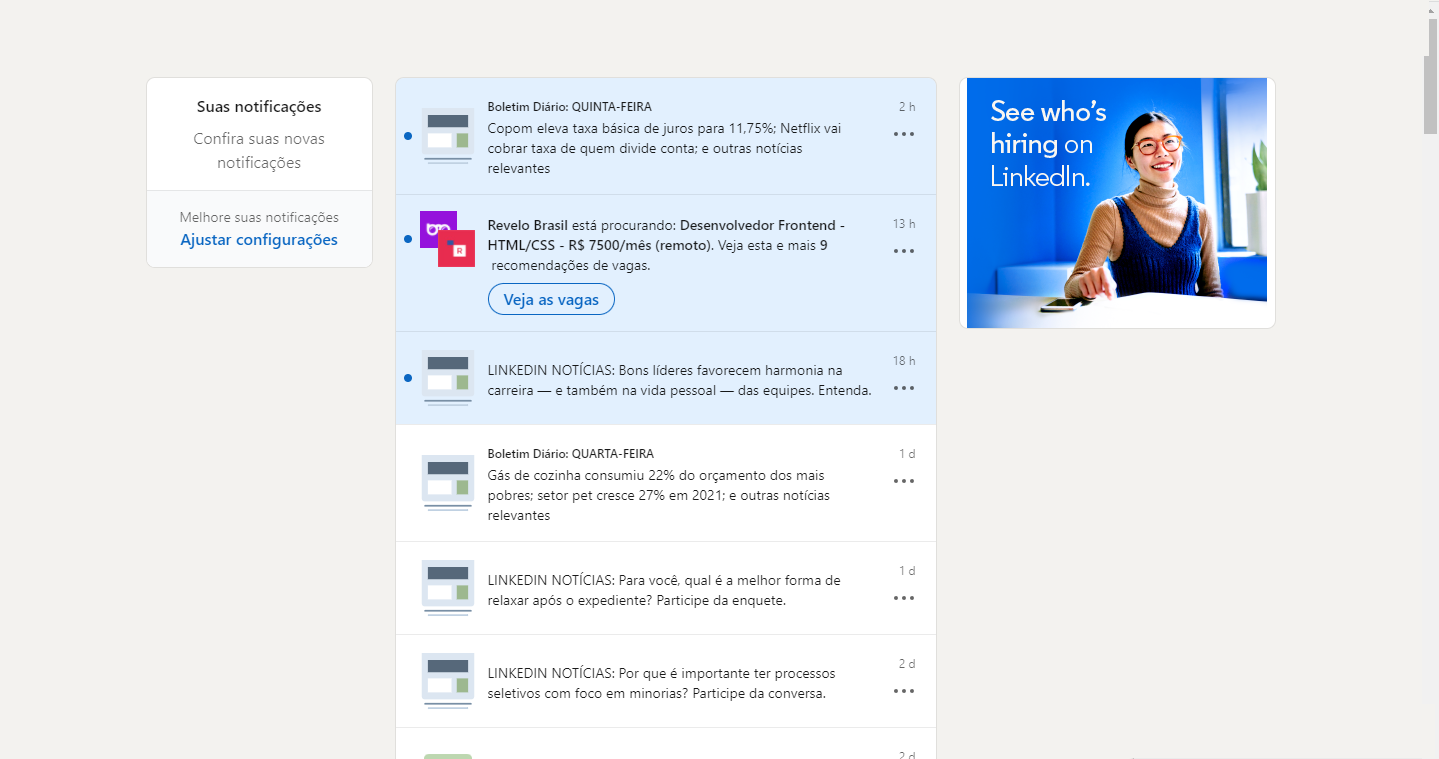 Suas notificações
Confira suas novas
notificações
Melhore suas notificações
Ajustar configurações
Boletim Diário: QUINTA-FEIRA
2 h
Copom eleva taxa básica de juros para 11,75%; Netflix vai
cobrar taxa de quem divide conta; e outras notícias
relevantes
Revelo Brasil está procurando: Desenvolvedor Frontend -
13 h
HTML/CSS - R$ 7500/mês (remoto). Veja esta e mais 9
recomendações de vagas.
Veja as vagas
LINKEDIN NOTÍCIAS: Bons líderes favorecem harmonia na
18 h
carreira — e também na vida pessoal — das equipes. Entenda.
Boletim Diário: QUARTA-FEIRA
1 d
Gás de cozinha consumiu 22% do orçamento dos mais
pobres; setor pet cresce 27% em 2021; e outras notícias
relevantes
LINKEDIN NOTÍCIAS: Para você, qual é a melhor forma de
1 d
relaxar após o expediente? Participe da enquete.
LINKEDIN NOTÍCIAS: Por que é importante ter processos
2 d
seletivos com foco em minorias? Participe da conversa.
2 d
See who's
hiring on
LinkedIn.